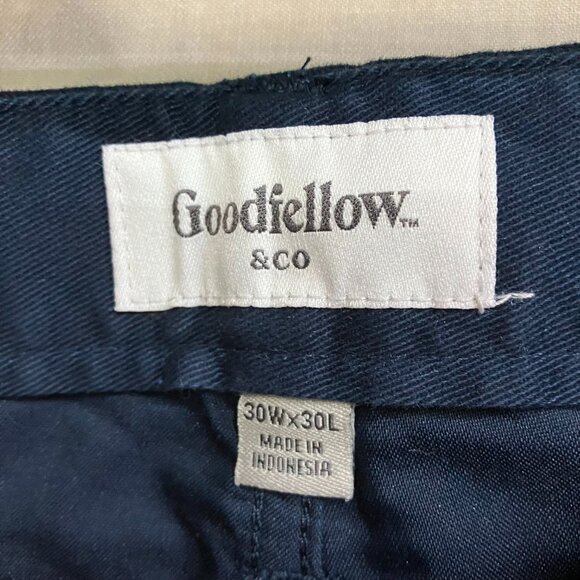 Goodfellow™
& CO
30W x 30L
MADE IN
INDONESIA